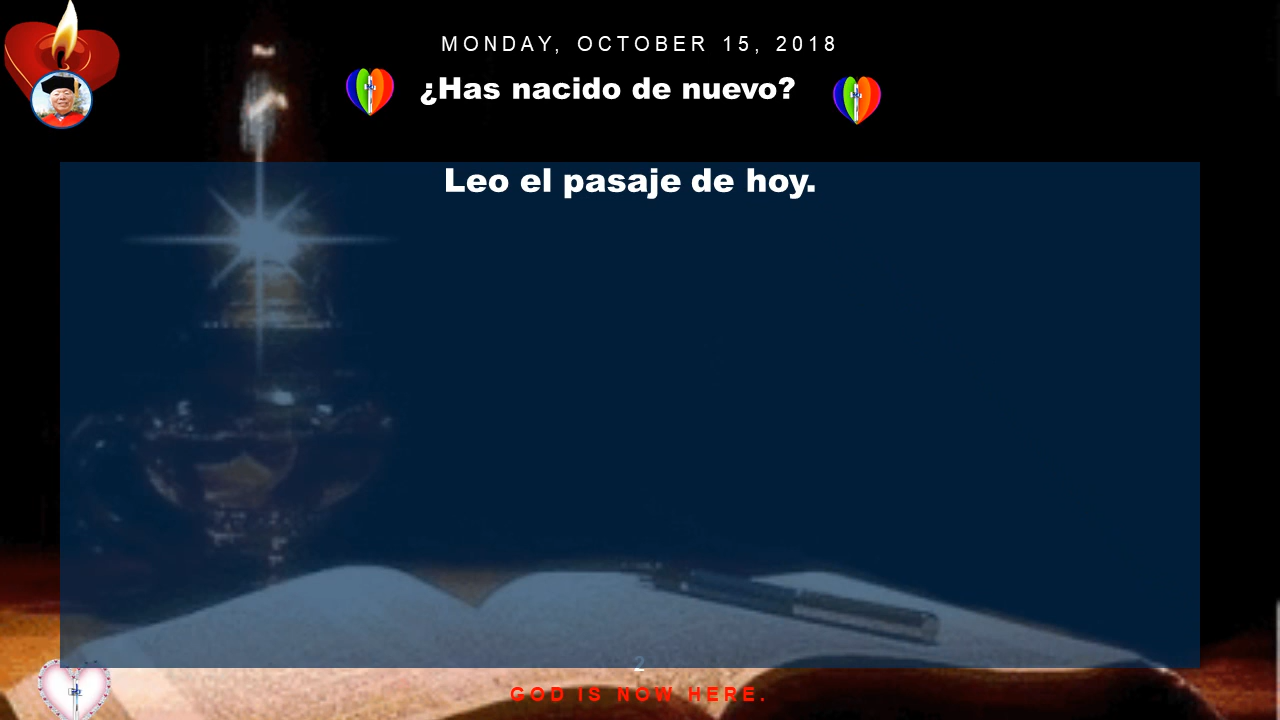 MONDAY, OCTOBER 15, 2018
¿Has nacido de nuevo?
Leo el pasaje de hoy.
2
GOD IS NOW HERE.